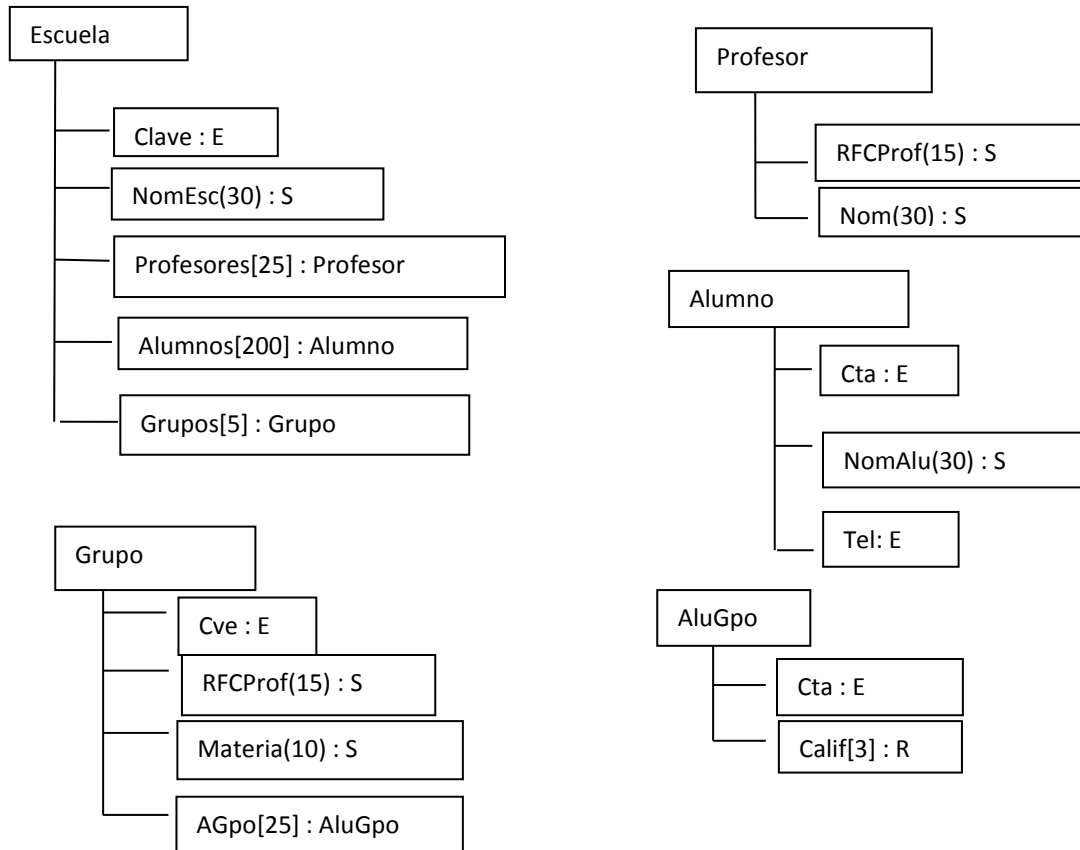 Escuela
Clave : E
NomEsc(30) : S
Profesores[25] : Profesor
Alumnos[200] : Alumno
Grupos[5] : Grupo
Profesor
RFCProf(15) : S
Nom(30) : S
Alumno
Cta : E
NomAlu(30) : S
Tel: E
Grupo
Cve : E
RFCProf(15) : S
Materia(10) : S
AGpo[25] : AluGpo
AluGpo
Cta : E
Calif[3] : R